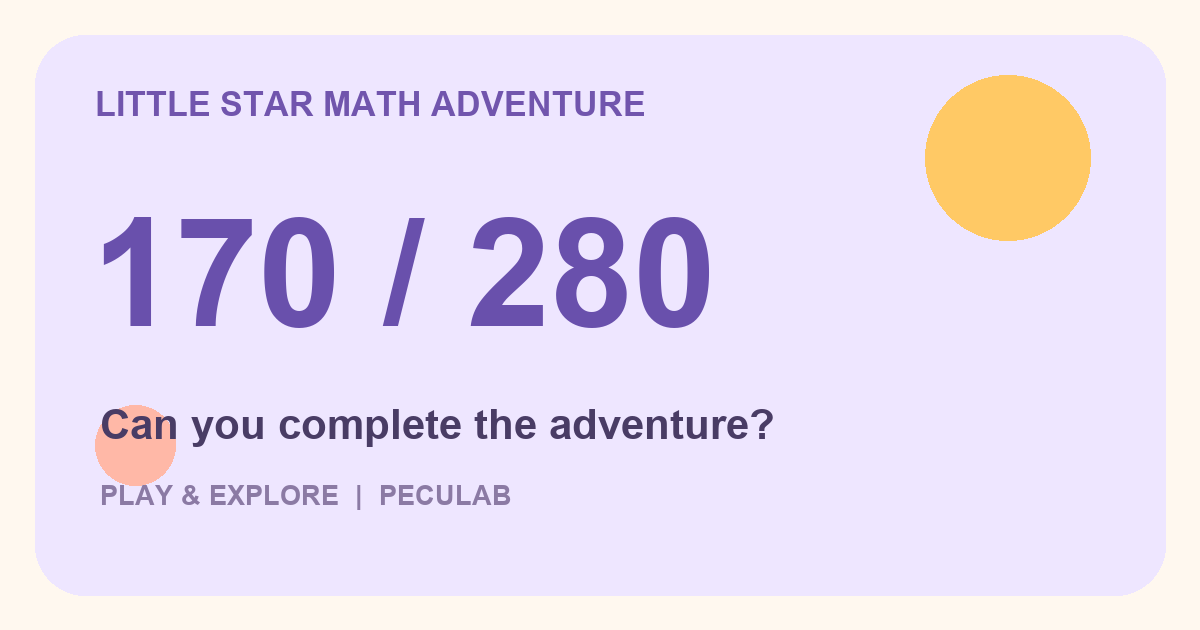 LITTLE STAR MATH ADVENTURE
170 / 280
Can you complete the adventure?
PLAY & EXPLORE | PECULAB